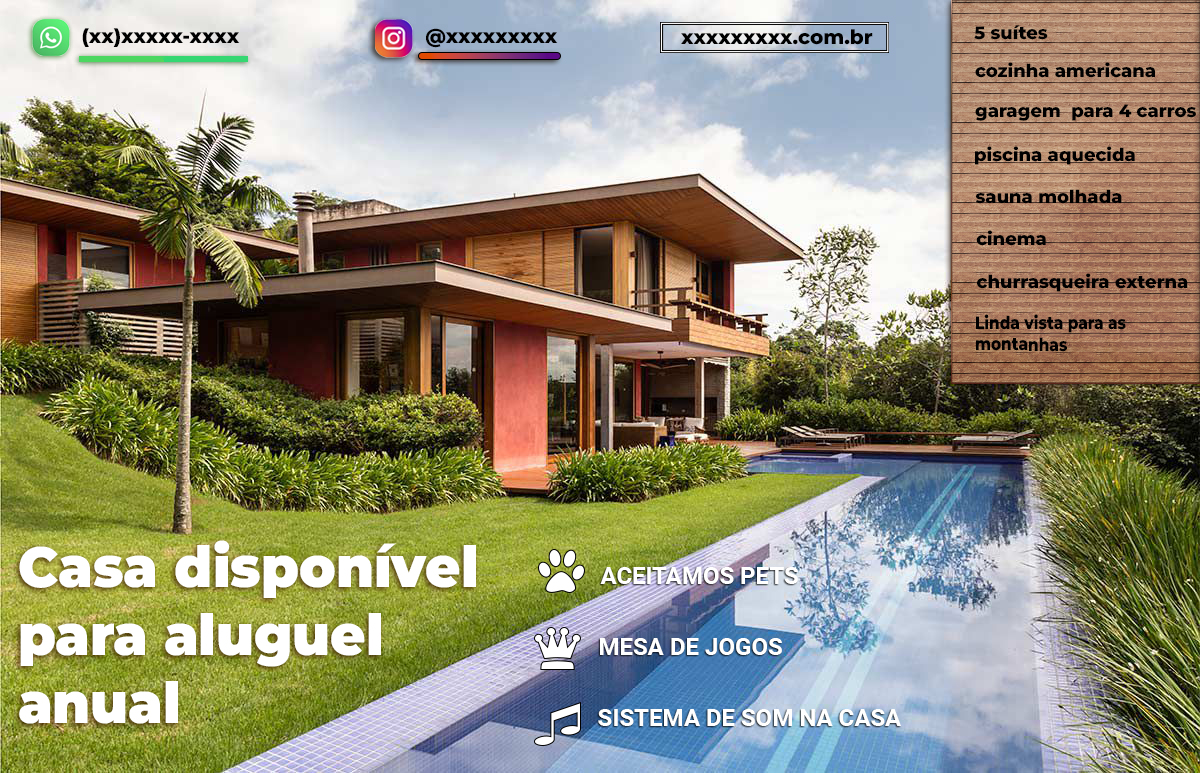 (xx)xxxxx-xxxx
@xxxxxxxxx
xxxxxxxxx.com.br
5 suítes
cozinha americana
garagem para 4 carros
piscina aquecida
sauna molhada
cinema
churrasqueira externa
Linda vista para as
montanhas
Casa disponível
para aluguel
anual
ACEITAMOS PETS
MESA DE JOGOS
SISTEMA DE SOM NA CASA